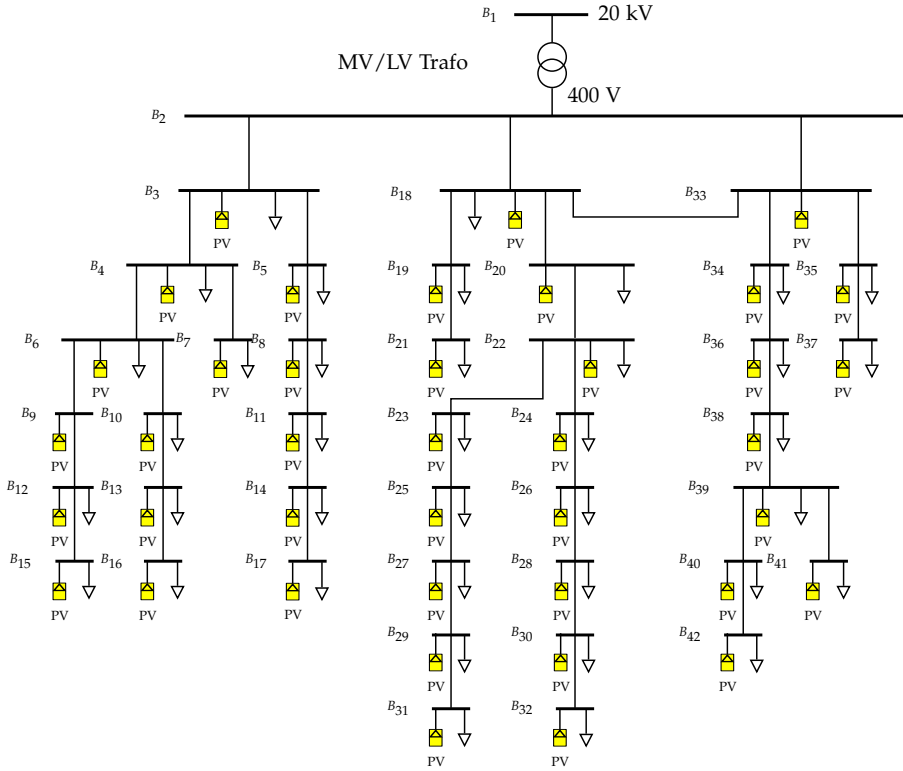 B1 20 kV
MV/LV Trafo
400 V
B2
B3 B18 B33
PV PV PV
B4 B5 B19 B20 B34 B35
PV PV PV PV PV PV
B6 B7 B8 B21 B22 B36 B37
PV PV PV PV PV PV PV
B9 B10 B11 B23 B24 B38
PV PV PV PV PV PV
B12 B13 B14 B25 B26 B39
PV PV PV PV PV PV
B15 B16 B17 B27 B28 B40 B41
PV PV PV PV PV PV PV
B29 B30 B42
PV PV PV
B31 B32
PV PV